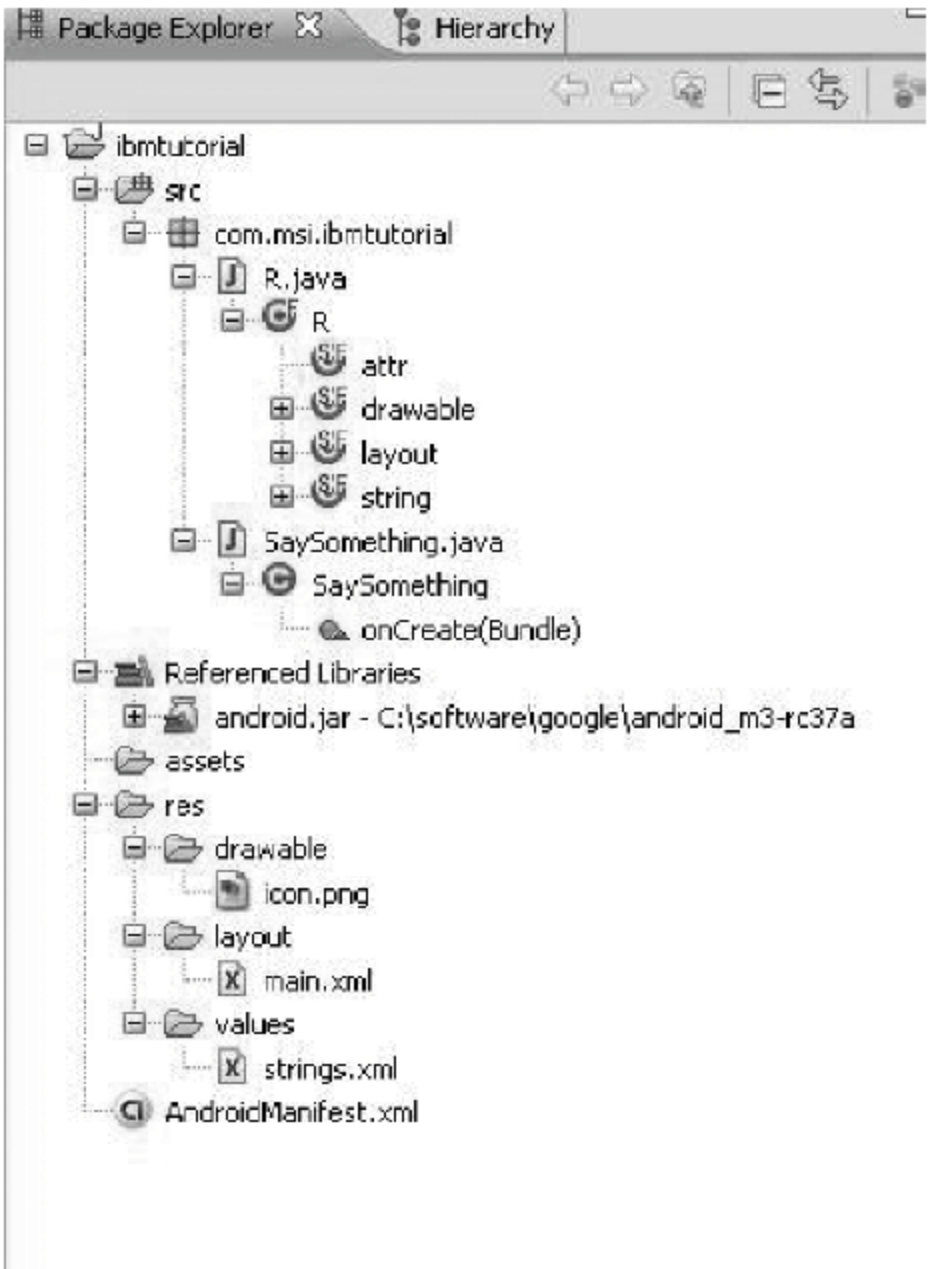 Package Explorer Hierarchy
ibmtutorial
src
com.msi.ibmtutorial
R.java
R
attr
drawable
layout
string
SaySomething.java
SaySomething
onCreate(Bundle)
Referenced Libraries
android.jar - C:\software\google\android_m3-rc37a
assets
res
drawable
icon.png
layout
main.xml
values
strings.xml
AndroidManifest.xml